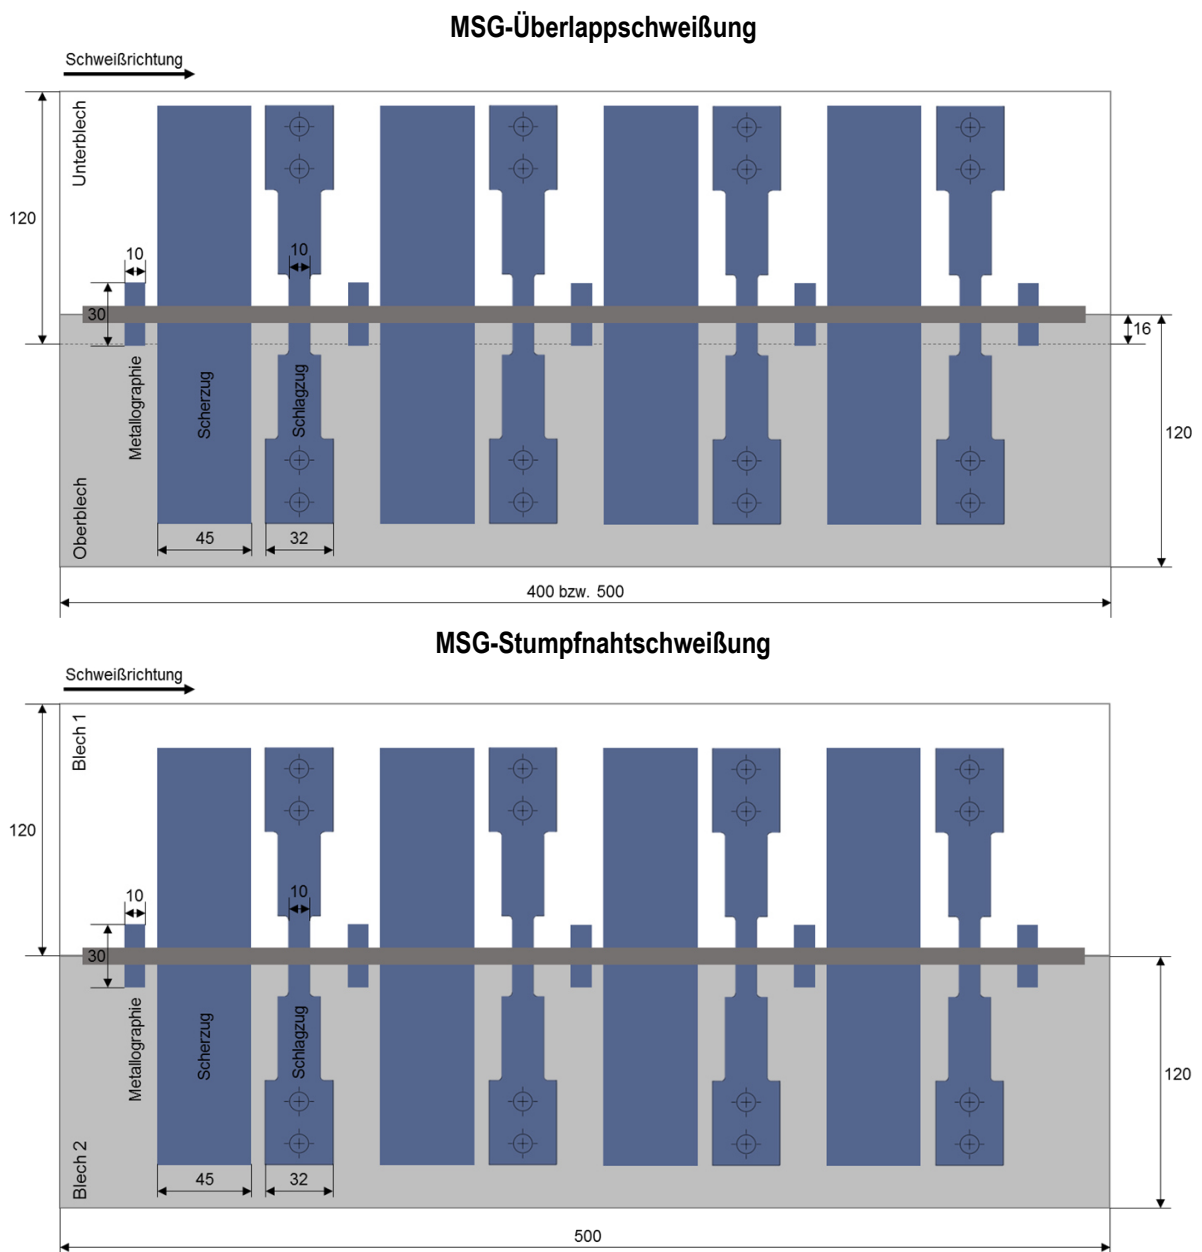 MSG-Überlappschweißung
Schweißrichtung
Unterblech
120
10
10
30
16
Metallographie
Scherzug
Schlagzug
120
Oberblech
45
32
400 bzw. 500
MSG-Stumpfnahtschweißung
Schweißrichtung
Blech 1
120
10
10
30
Metallographie
Scherzug
Schlagzug
120
Blech 2
45
32
500